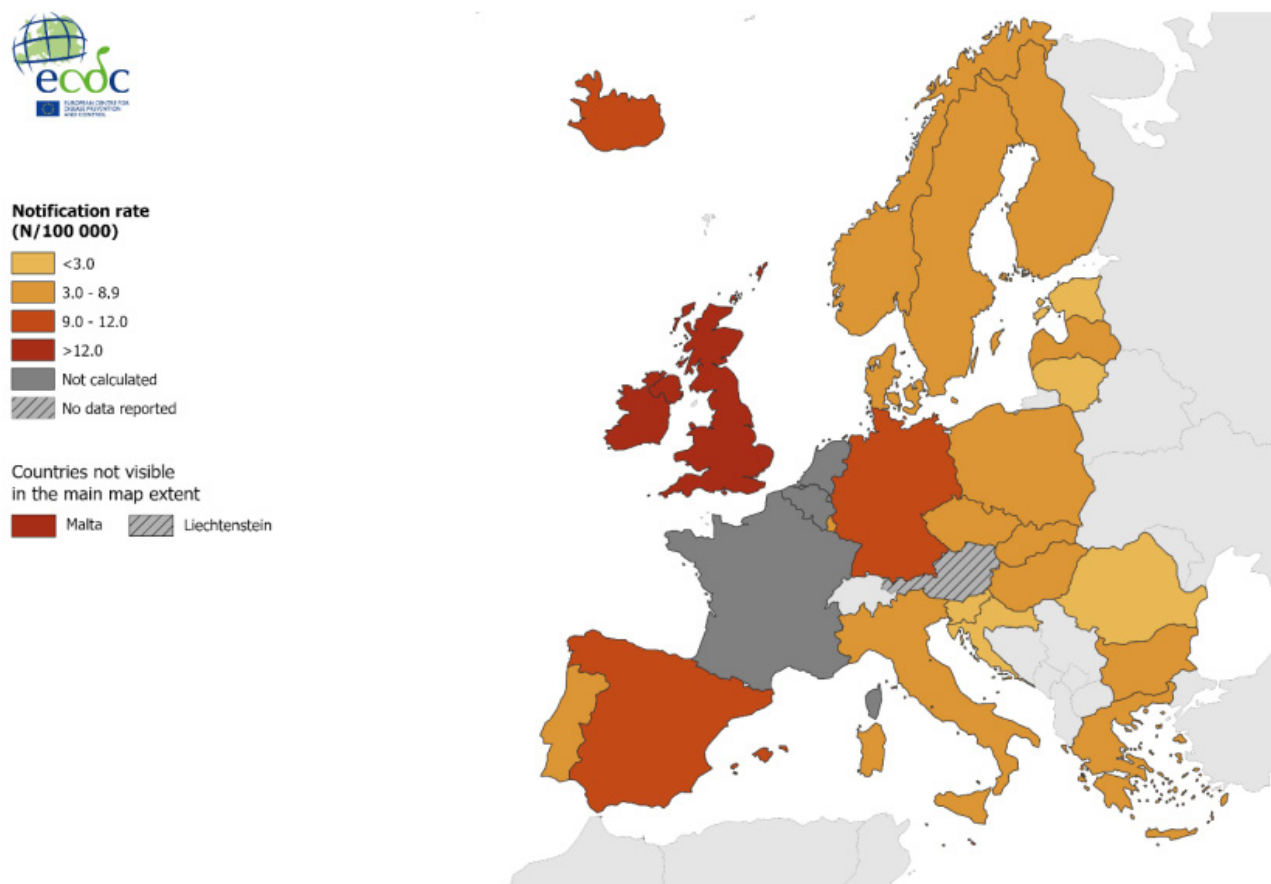 ecdc
EUROPEAN CENTRE FOR
DISEASE PREVENTION
AND CONTROL
Notification rate
(N/100 000)
<3.0
3.0 - 8.9
9.0 - 12.0
>12.0
Not calculated
No data reported
Countries not visible
in the main map extent
Malta
Liechtenstein